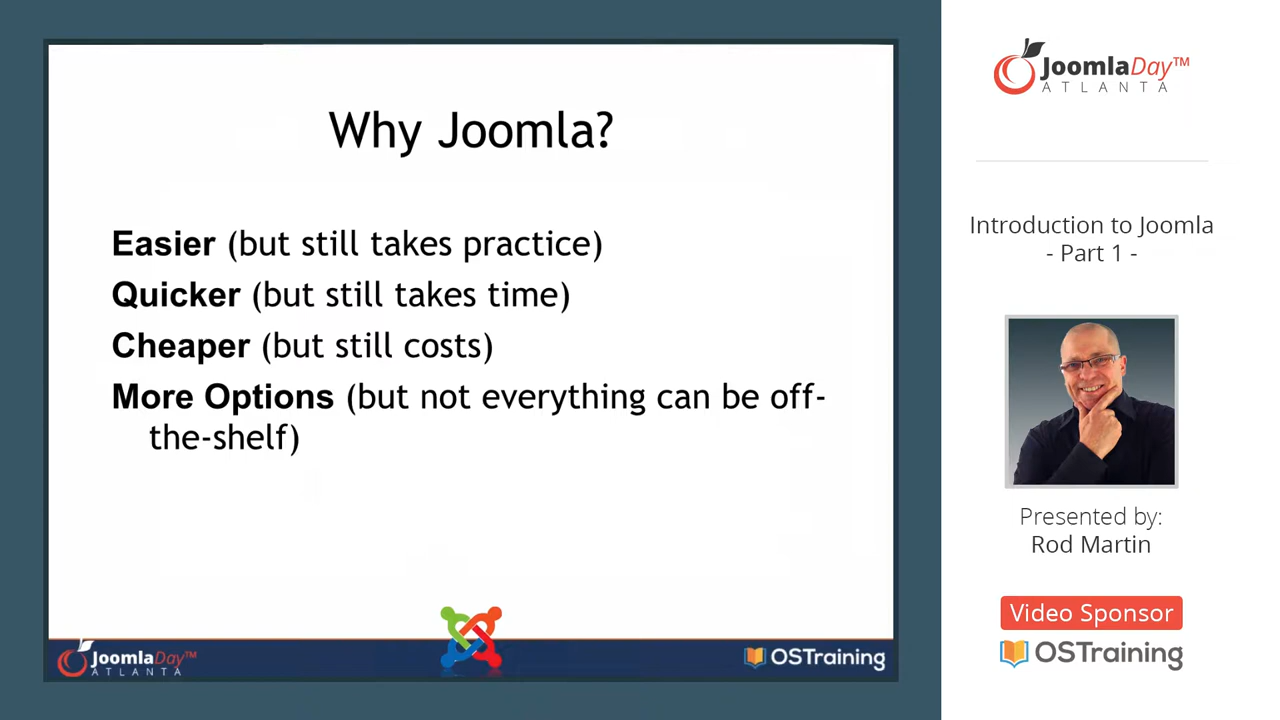 Why Joomla?
Easier (but still takes practice)
Quicker (but still takes time)
Cheaper (but still costs)
More Options (but not everything can be off-
the-shelf)
JoomlaDay™
ATLANTA
OSTraining
JoomlaDay™
ATLANTA
Introduction to Joomla
- Part 1 -
Presented by:
Rod Martin
Video Sponsor
OSTraining